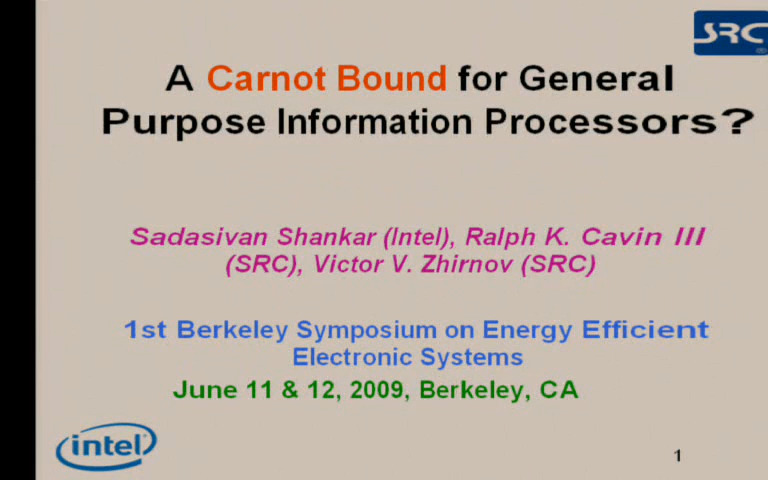 SRC
A Carnot Bound for General
Purpose Information Processors?
Sadasivan Shankar (Intel), Ralph K. Cavin III
(SRC), Victor V. Zhirnov (SRC)
1st Berkeley Symposium on Energy Efficient
Electronic Systems
June 11 & 12, 2009, Berkeley, CA
intel
1